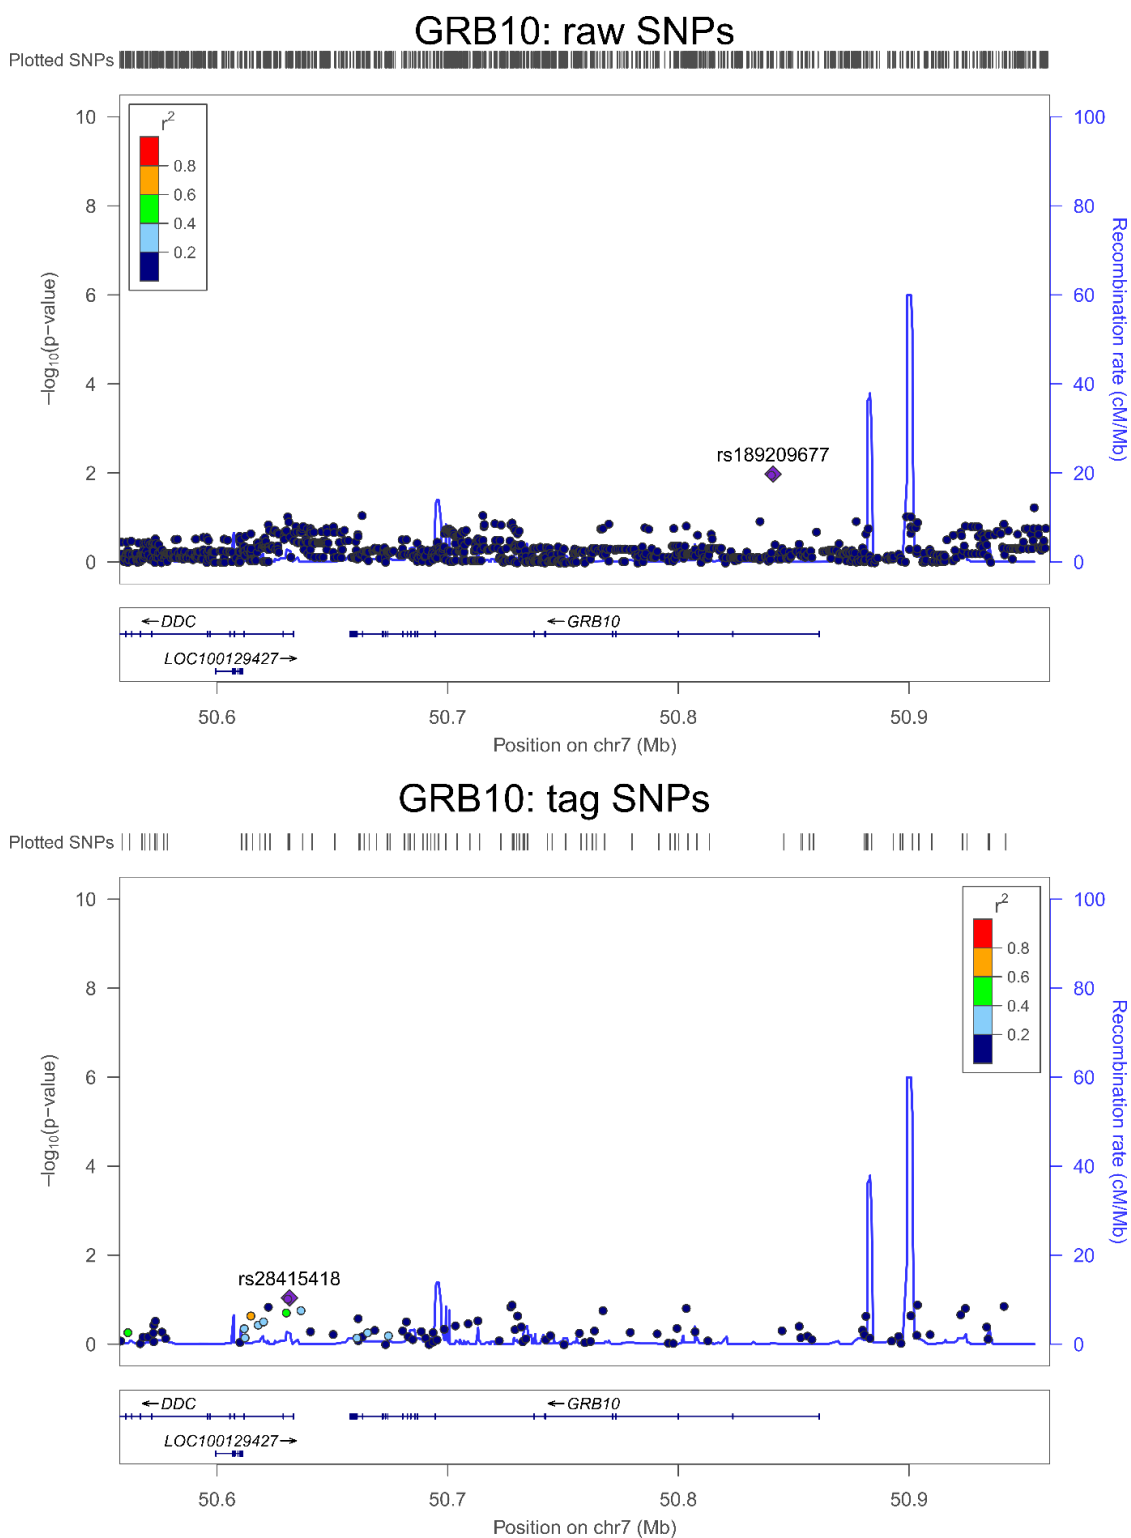 GRB10: raw SNPs
Plotted SNPs
r²
0.8
0.6
0.4
0.2
10
8
6
4
2
0
−log₁₀(p−value)
100
80
60
40
20
0
Recombination rate (cM/Mb)
rs189209677
←DDC
←GRB10
LOC100129427→
50.6 50.7 50.8 50.9
Position on chr7 (Mb)
GRB10: tag SNPs
Plotted SNPs
10
8
6
4
2
0
−log₁₀(p−value)
r²
0.8
0.6
0.4
0.2
100
80
60
40
20
0
Recombination rate (cM/Mb)
rs28415418
←DDC
←GRB10
LOC100129427→
50.6 50.7 50.8 50.9
Position on chr7 (Mb)